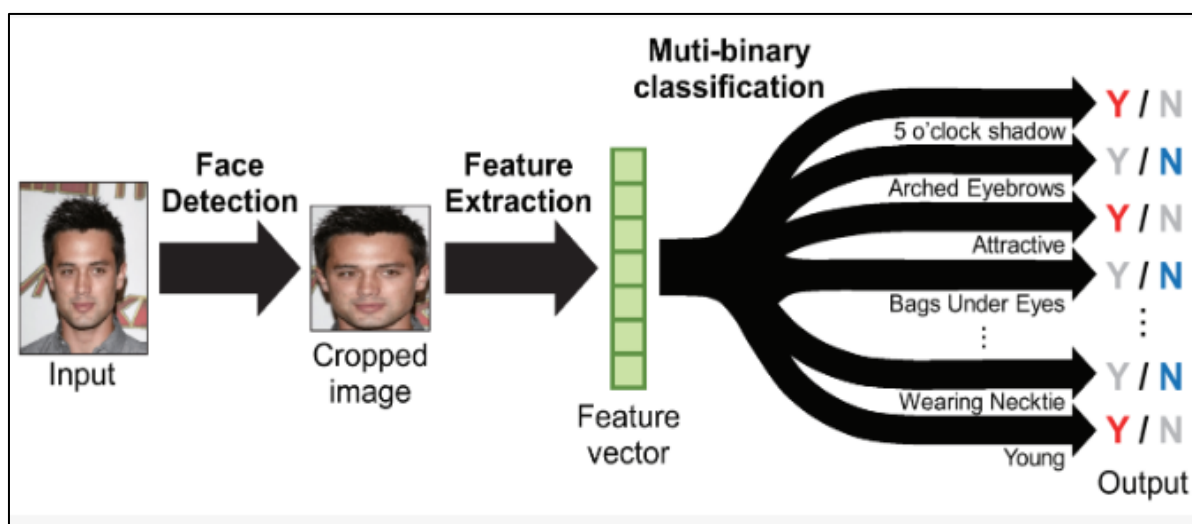 Muti-binary
classification
Face
Detection
Feature
Extraction
Input
Cropped
image
Feature
vector
5 o'clock shadow
Y / N
Arched Eyebrows
Y / N
Attractive
Y / N
Bags Under Eyes
Y / N
Wearing Necktie
Y / N
Young
Y / N
Output